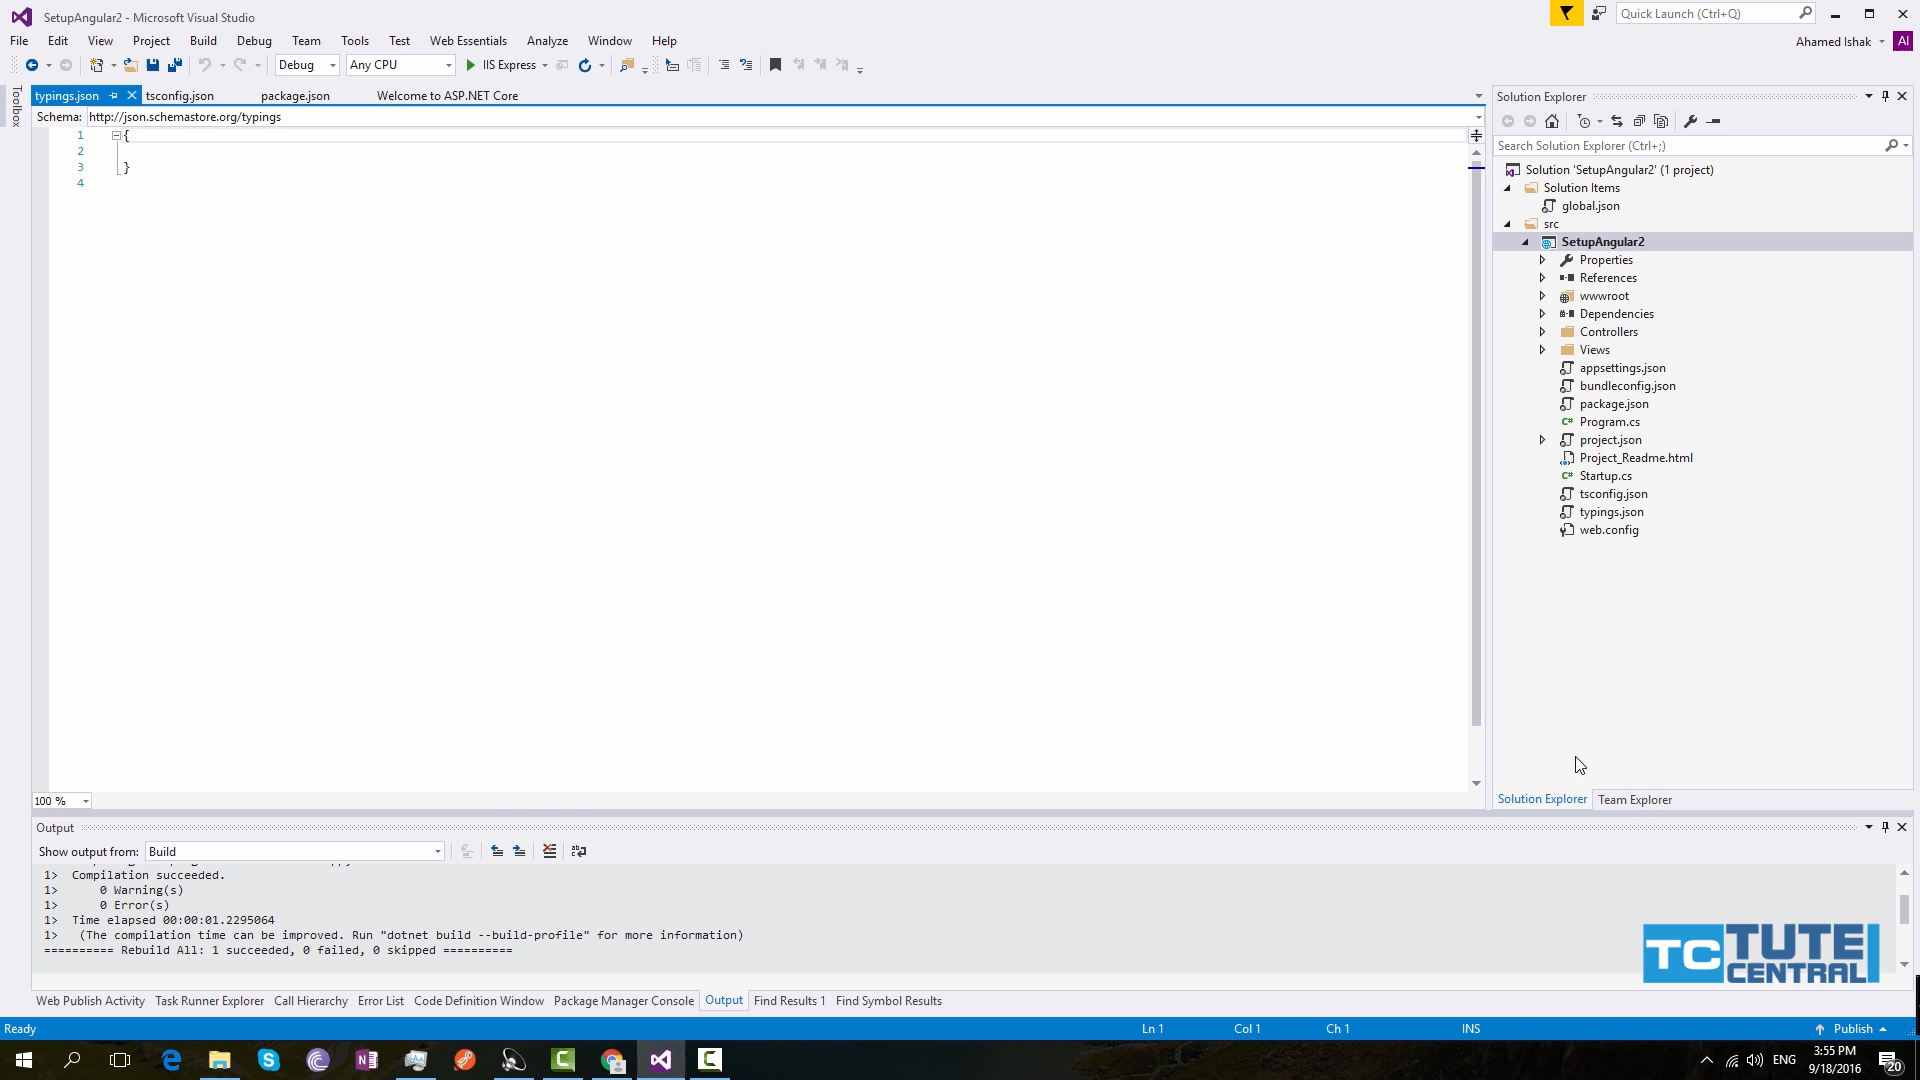 SetupAngular2 - Microsoft Visual Studio
Quick Launch (Ctrl+Q)
File Edit View Project Build Debug Team Tools Test Web Essentials Analyze Window Help
Ahamed Ishak AI
Debug Any CPU IIS Express
Toolbox
typings.json tsconfig.json package.json Welcome to ASP.NET Core
Schema: http://json.schemastore.org/typings
1 {
2
3 }
4
100 %
Solution Explorer
Search Solution Explorer (Ctrl+;)
Solution 'SetupAngular2' (1 project)
Solution Items
global.json
src
SetupAngular2
Properties
References
wwwroot
Dependencies
Controllers
Views
appsettings.json
bundleconfig.json
package.json
Program.cs
project.json
Project_Readme.html
Startup.cs
tsconfig.json
typings.json
web.config
Solution Explorer Team Explorer
Output
Show output from: Build
1> Compilation succeeded.
1> 0 Warning(s)
1> 0 Error(s)
1> Time elapsed 00:00:01.2295064
1> (The compilation time can be improved. Run "dotnet build --build-profile" for more information)
========== Rebuild All: 1 succeeded, 0 failed, 0 skipped ==========
TC TUTE
CENTRAL
Web Publish Activity Task Runner Explorer Call Hierarchy Error List Code Definition Window Package Manager Console Output Find Results 1 Find Symbol Results
Ready Ln 1 Col 1 Ch 1 INS Publish
ENG 3:55 PM
9/18/2016 20